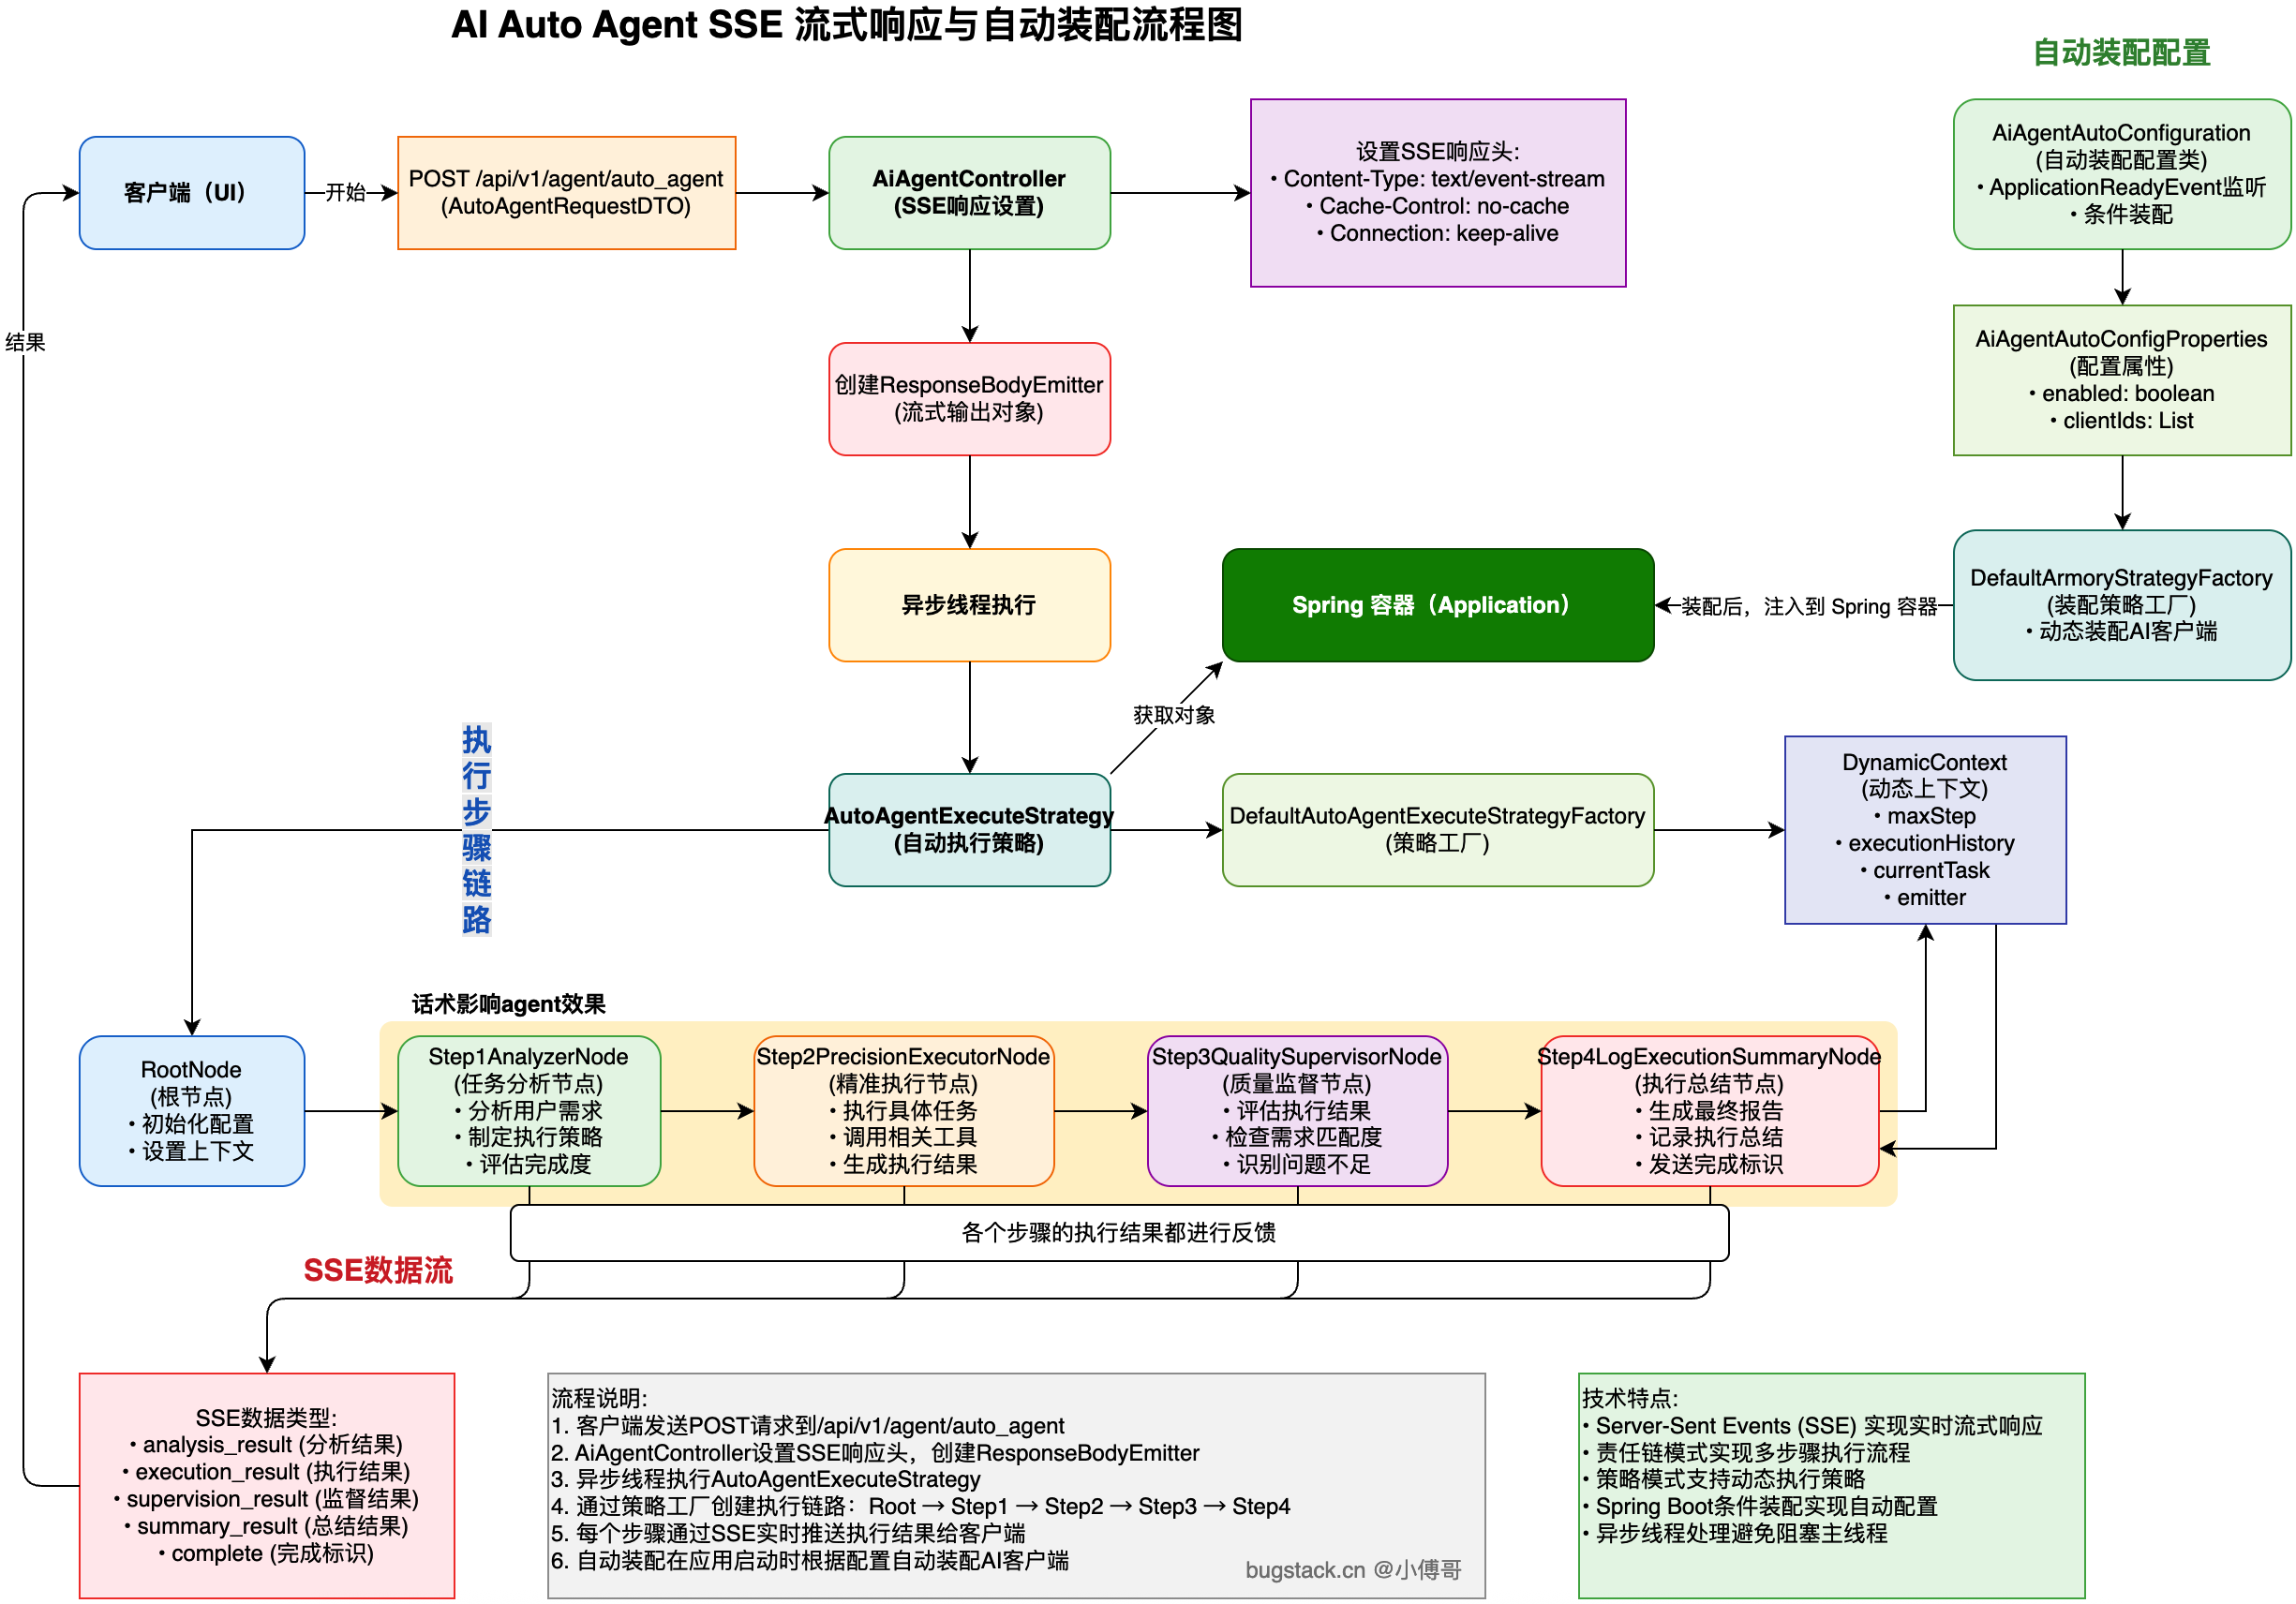 AI Auto Agent SSE 流式响应与自动装配流程图
自动装配配置
客户端（UI）
开始
POST /api/v1/agent/auto_agent
(AutoAgentRequestDTO)
AiAgentController
(SSE响应设置)
设置SSE响应头:
• Content-Type: text/event-stream
• Cache-Control: no-cache
• Connection: keep-alive
AiAgentAutoConfiguration
(自动装配配置类)
• ApplicationReadyEvent监听
• 条件装配
结果
创建ResponseBodyEmitter
(流式输出对象)
AiAgentAutoConfigProperties
(配置属性)
• enabled: boolean
• clientIds: List
异步线程执行
Spring 容器（Application）
装配后，注入到 Spring 容器
DefaultArmoryStrategyFactory
(装配策略工厂)
• 动态装配AI客户端
获取对象
执
行
步
骤
链
路
AutoAgentExecuteStrategy
(自动执行策略)
DefaultAutoAgentExecuteStrategyFactory
(策略工厂)
DynamicContext
(动态上下文)
• maxStep
• executionHistory
• currentTask
• emitter
话术影响agent效果
RootNode
(根节点)
• 初始化配置
• 设置上下文
Step1AnalyzerNode
(任务分析节点)
• 分析用户需求
• 制定执行策略
• 评估完成度
Step2PrecisionExecutorNode
(精准执行节点)
• 执行具体任务
• 调用相关工具
• 生成执行结果
Step3QualitySupervisorNode
(质量监督节点)
• 评估执行结果
• 检查需求匹配度
• 识别问题不足
Step4LogExecutionSummaryNode
(执行总结节点)
• 生成最终报告
• 记录执行总结
• 发送完成标识
各个步骤的执行结果都进行反馈
SSE数据流
SSE数据类型:
• analysis_result (分析结果)
• execution_result (执行结果)
• supervision_result (监督结果)
• summary_result (总结结果)
• complete (完成标识)
流程说明:
1. 客户端发送POST请求到/api/v1/agent/auto_agent
2. AiAgentController设置SSE响应头，创建ResponseBodyEmitter
3. 异步线程执行AutoAgentExecuteStrategy
4. 通过策略工厂创建执行链路：Root → Step1 → Step2 → Step3 → Step4
5. 每个步骤通过SSE实时推送执行结果给客户端
6. 自动装配在应用启动时根据配置自动装配AI客户端
bugstack.cn @小傅哥
技术特点:
• Server-Sent Events (SSE) 实现实时流式响应
• 责任链模式实现多步骤执行流程
• 策略模式支持动态执行策略
• Spring Boot条件装配实现自动配置
• 异步线程处理避免阻塞主线程